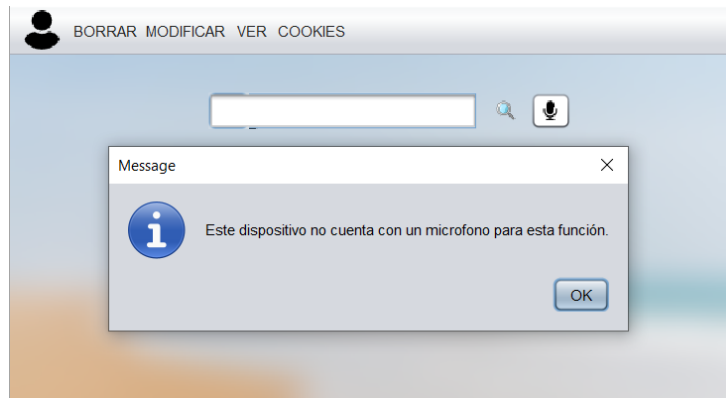 BORRAR MODIFICAR VER COOKIES
Message
Este dispositivo no cuenta con un microfono para esta función.
OK